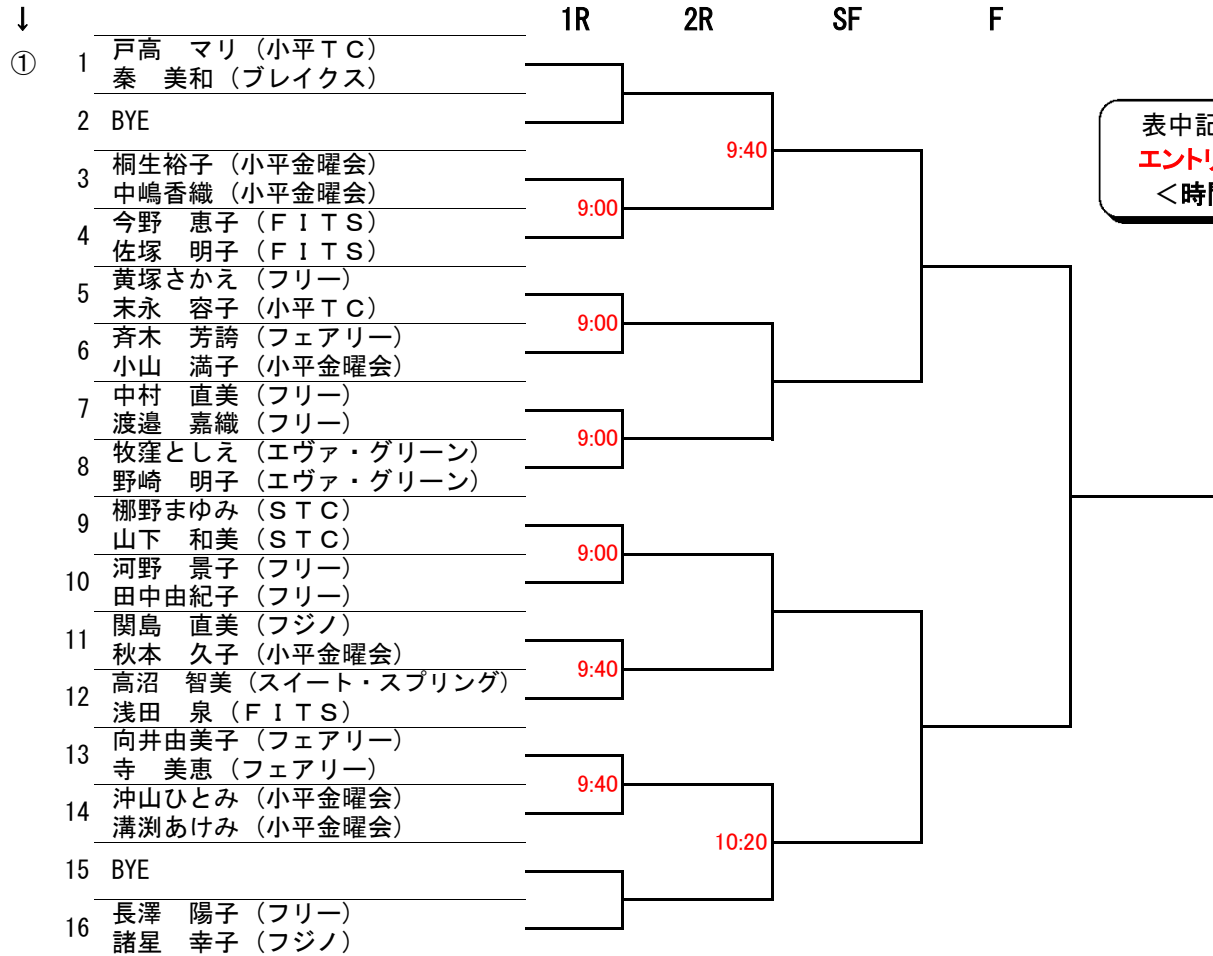 ↓ 1R 2R SF F
① 1 戸高　マリ（小平ＴＣ）
秦　美和（ブレイクス）
2 BYE
表中記
エントリ
＜時間
9:40
3 桐生裕子（小平金曜会）
中嶋香織（小平金曜会）
9:00
4 今野　恵子（ＦＩＴＳ）
佐塚　明子（ＦＩＴＳ）
5 黄塚さかえ（フリー）
末永　容子（小平ＴＣ）
9:00
6 斉木　芳誇（フェアリー）
小山　満子（小平金曜会）
7 中村　直美（フリー）
渡邉　嘉織（フリー）
9:00
8 牧窪としえ（エヴァ・グリーン）
野崎　明子（エヴァ・グリーン）
9 梛野まゆみ（ＳＴＣ）
山下　和美（ＳＴＣ）
9:00
10 河野　景子（フリー）
田中由紀子（フリー）
11 関島　直美（フジノ）
秋本　久子（小平金曜会）
9:40
12 高沼　智美（スイート・スプリング）
浅田　泉（ＦＩＴＳ）
13 向井由美子（フェアリー）
寺　美恵（フェアリー）
9:40
14 沖山ひとみ（小平金曜会）
溝渕あけみ（小平金曜会）
10:20
15 BYE
16 長澤　陽子（フリー）
諸星　幸子（フジノ）